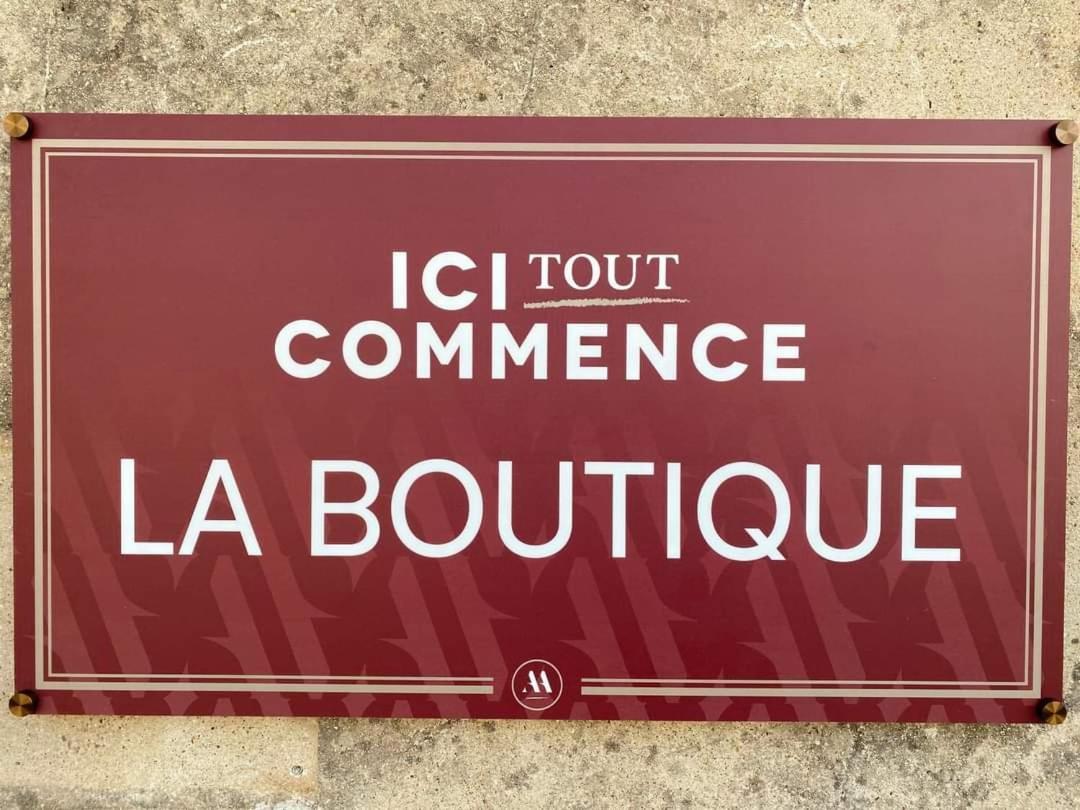 ICI TOUT
COMMENCE
LA BOUTIQUE
AA